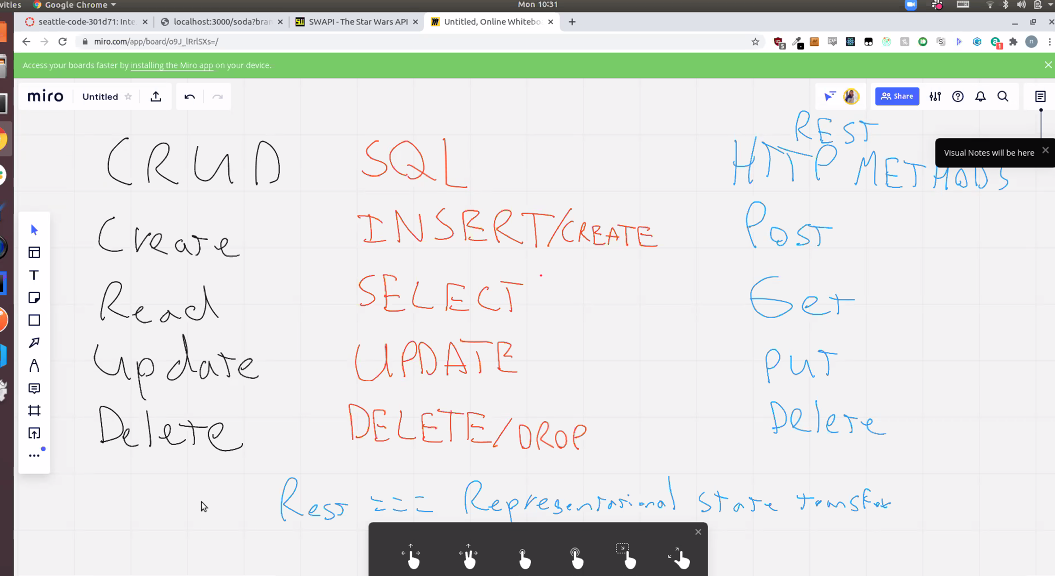 vities Google Chrome Mon 10:31
seattle-code-301d71: Inte localhost:3000/soda?bran SWAPI - The Star Wars API Untitled, Online Whitebo
miro.com/app/board/o9J_lRrlSXs=/
Access your boards faster by installing the Miro app on your device.
miro Untitled Share
REST
CRUD SQL HTTP METHODS
Visual Notes will be here
Create INSERT/CREATE Post
Read SELECT Get
Update UPDATE PUT
Delete DELETE/DROP Delete
Rest === Representational state transfer